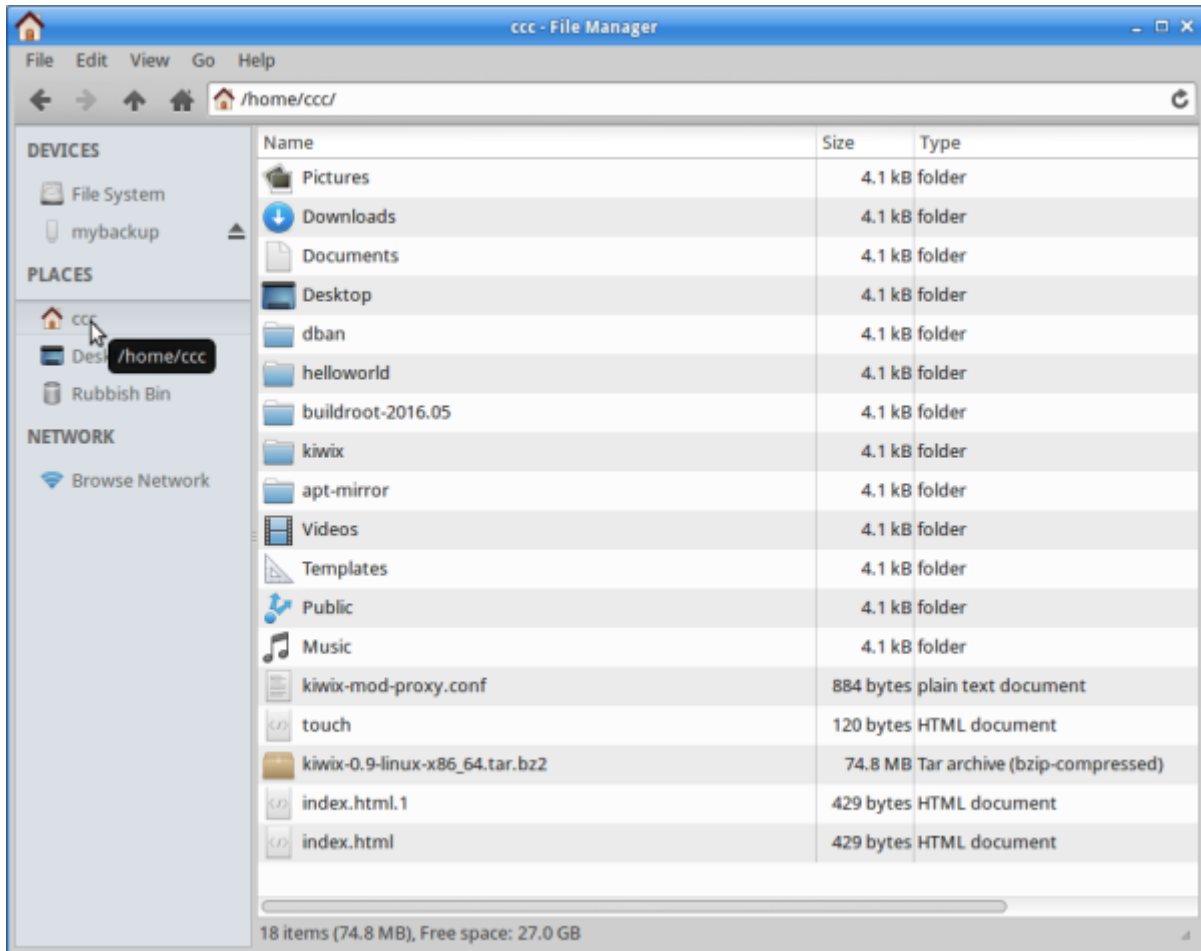 ccc - File Manager
File Edit View Go Help
/home/ccc/
DEVICES
File System
mybackup
PLACES
ccc
/home/ccc
Rubbish Bin
NETWORK
Browse Network
Name Size Type
Pictures 4.1 kB folder
Downloads 4.1 kB folder
Documents 4.1 kB folder
Desktop 4.1 kB folder
dban 4.1 kB folder
helloworld 4.1 kB folder
buildroot-2016.05 4.1 kB folder
kiwix 4.1 kB folder
apt-mirror 4.1 kB folder
Videos 4.1 kB folder
Templates 4.1 kB folder
Public 4.1 kB folder
Music 4.1 kB folder
kiwix-mod-proxy.conf 884 bytes plain text document
touch 120 bytes HTML document
kiwix-0.9-linux-x86_64.tar.bz2 74.8 MB Tar archive (bzip-compressed)
index.html.1 429 bytes HTML document
index.html 429 bytes HTML document
18 items (74.8 MB), Free space: 27.0 GB